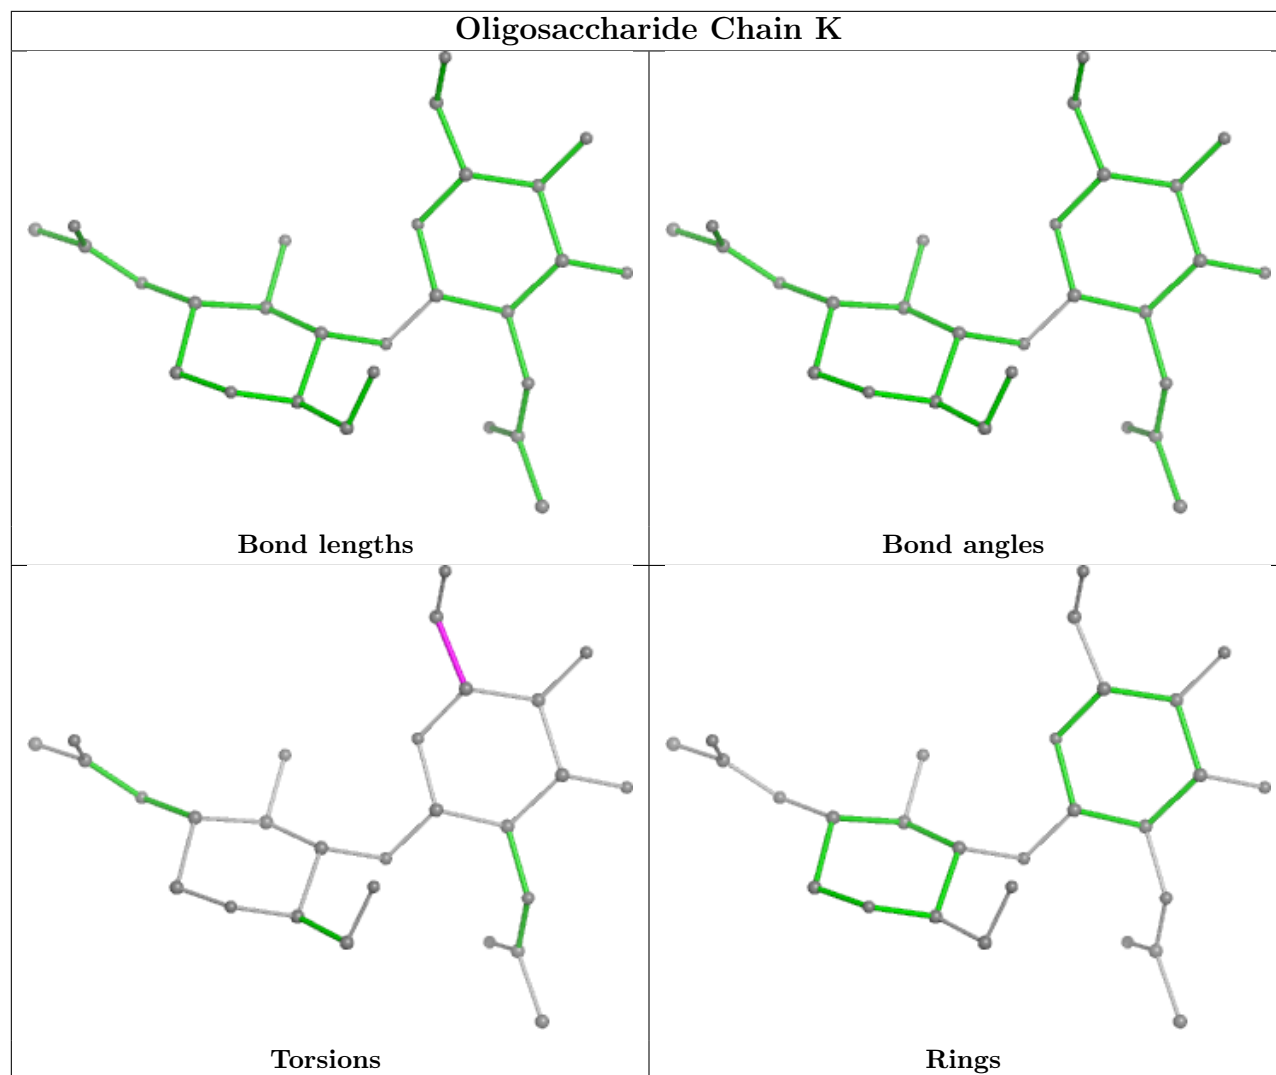 Oligosaccharide Chain K
Bond lengths
Bond angles
Torsions
Rings